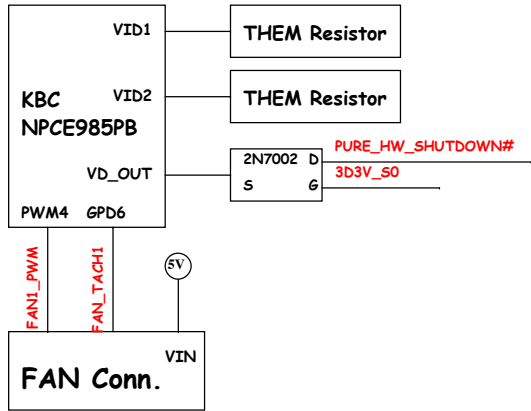 VID1
THEM Resistor
KBC
NPCE985PB
VID2
THEM Resistor
VD_OUT
2N7002 D
S G
PURE_HW_SHUTDOWN#
3D3V_S0
PWM4 GPD6
FAN1_PWM
FAN_TACH1
5V
VIN
FAN Conn.